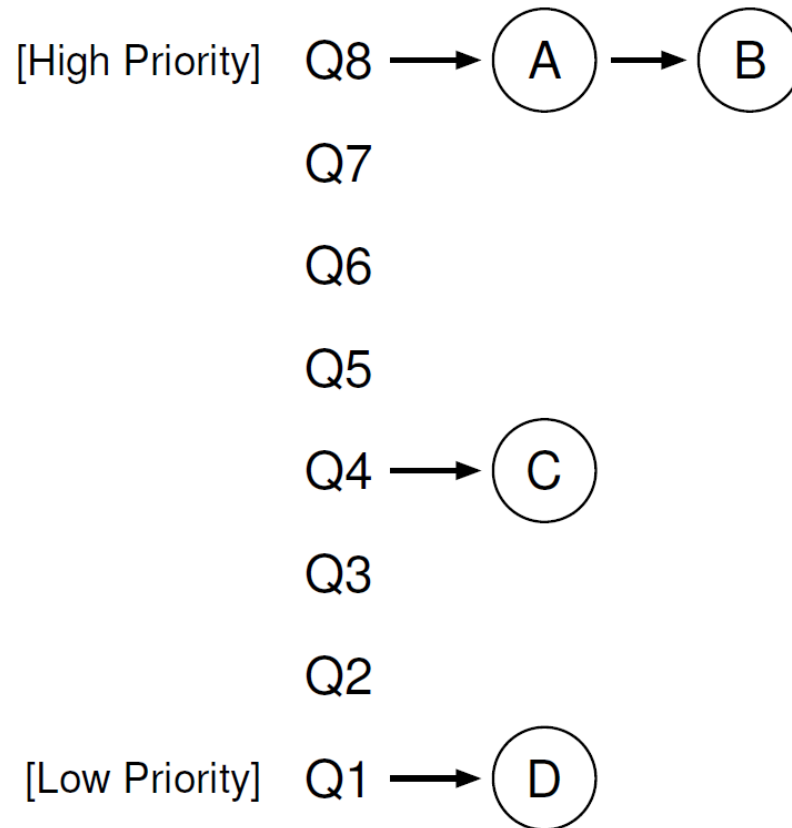 [High Priority] Q8 A B
Q7
Q6
Q5
Q4 C
Q3
Q2
[Low Priority] Q1 D